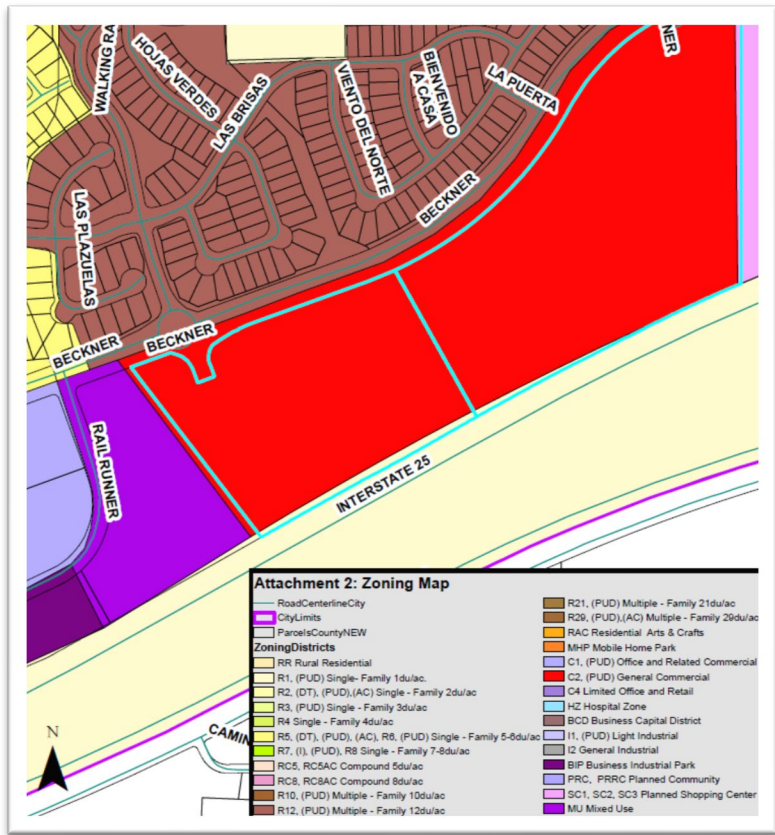 WALKING RA
HOJAS VERDES
LAS BRISAS
VIENTO DEL NORTE
BIENVENIDO
A CASA
LA PUERTA
NER
LAS PLAZUELAS
BECKNER
BECKNER
BECKNER
RAIL RUNNER
INTERSTATE 25
CAMIN
N
Attachment 2: Zoning Map
RoadCenterlineCity
CityLimits
ParcelsCountyNEW
ZoningDistricts
RR Rural Residential
R1, (PUD) Single- Family 1du/ac.
R2, (DT), (PUD),(AC) Single - Family 2du/ac
R3, (PUD) Single - Family 3du/ac
R4 Single - Family 4du/ac
R5, (DT), (PUD), (AC), R6, (PUD) Single - Family 5-6du/ac
R7, (I), (PUD), R8 Single - Family 7-8du/ac
RC5, RC5AC Compound 5du/ac
RC8, RC8AC Compound 8du/ac
R10, (PUD) Multiple - Family 10du/ac
R12, (PUD) Multiple - Family 12du/ac
R21, (PUD) Multiple - Family 21du/ac
R29, (PUD),(AC) Multiple - Family 29du/ac
RAC Residential Arts & Crafts
MHP Mobile Home Park
C1, (PUD) Office and Related Commercial
C2, (PUD) General Commercial
C4 Limited Office and Retail
HZ Hospital Zone
BCD Business Capital District
I1, (PUD) Light Industrial
I2 General Industrial
BIP Business Industrial Park
PRC, PRRC Planned Community
SC1, SC2, SC3 Planned Shopping Center
MU Mixed Use